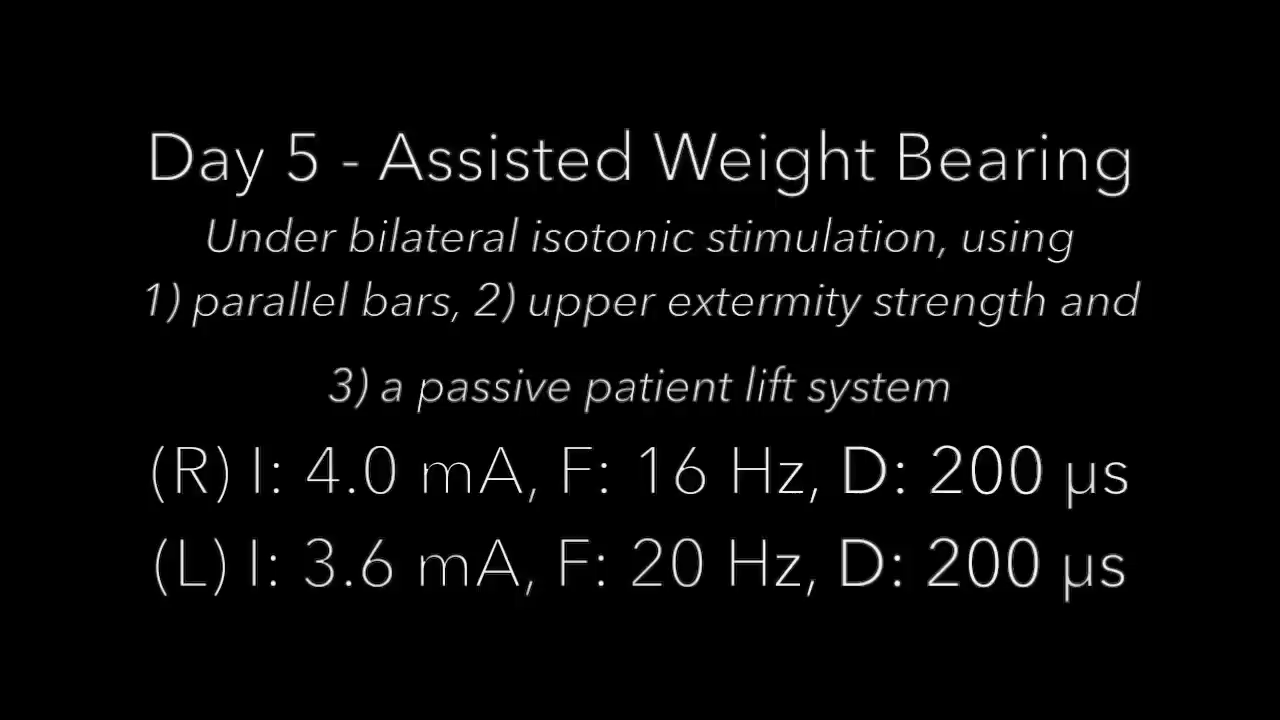 Day 5 - Assisted Weight Bearing
Under bilateral isotonic stimulation, using
1) parallel bars, 2) upper extermity strength and
3) a passive patient lift system
(R) I: 4.0 mA, F: 16 Hz, D: 200 µs
(L) I: 3.6 mA, F: 20 Hz, D: 200 µs